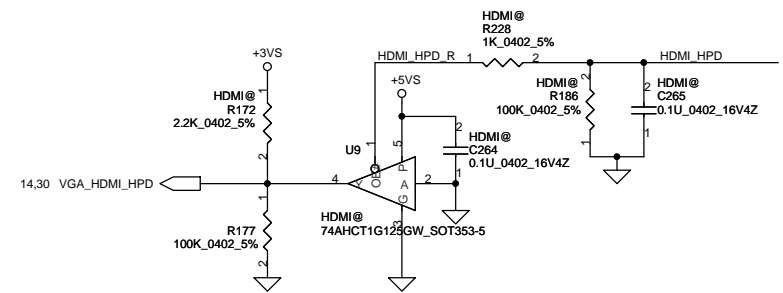 HDMI@
R228
1K_0402_5%
HDMI_HPD_R
1
2
HDMI_HPD
+3VS
+5VS
HDMI@
R172
2.2K_0402_5%
1
2
HDMI@
R186
100K_0402_5%
2
1
HDMI@
C265
0.1U_0402_16V4Z
2
1
U9
1
5
HDMI@
C264
0.1U_0402_16V4Z
2
1
14,30 VGA_HDMI_HPD
4
Y
P
A
G
2
3
HDMI@
74AHCT1G125GW_SOT353-5
R177
100K_0402_5%
1
2